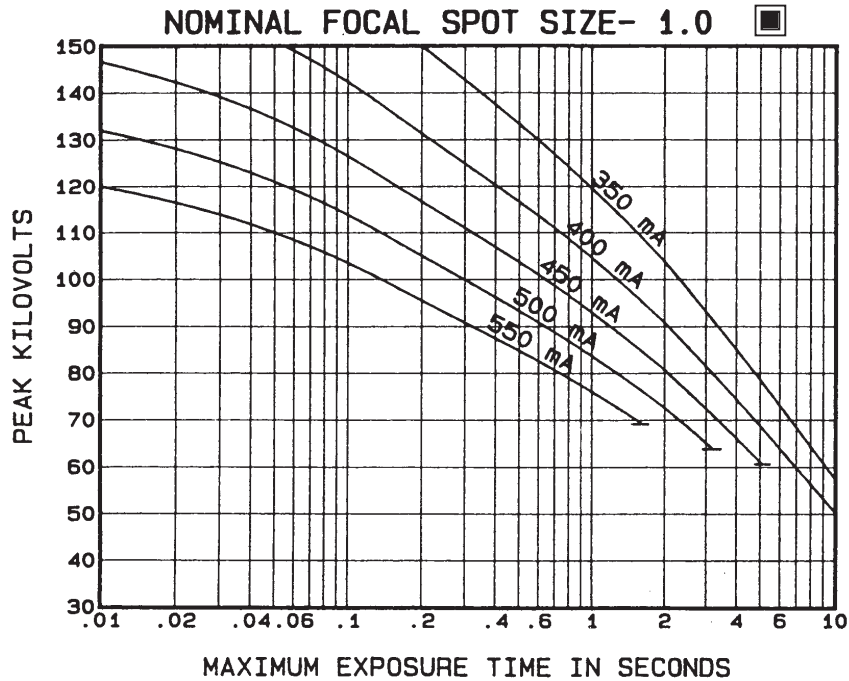 NOMINAL FOCAL SPOT SIZE- 1.0
150
140
130
120
110
100
90
80
70
60
50
40
30
PEAK KILOVOLTS
350 mA
400 mA
450 mA
500 mA
550 mA
.01 .02 .04 .06 .1 .2 .4 .6 1 2 4 6 10
MAXIMUM EXPOSURE TIME IN SECONDS